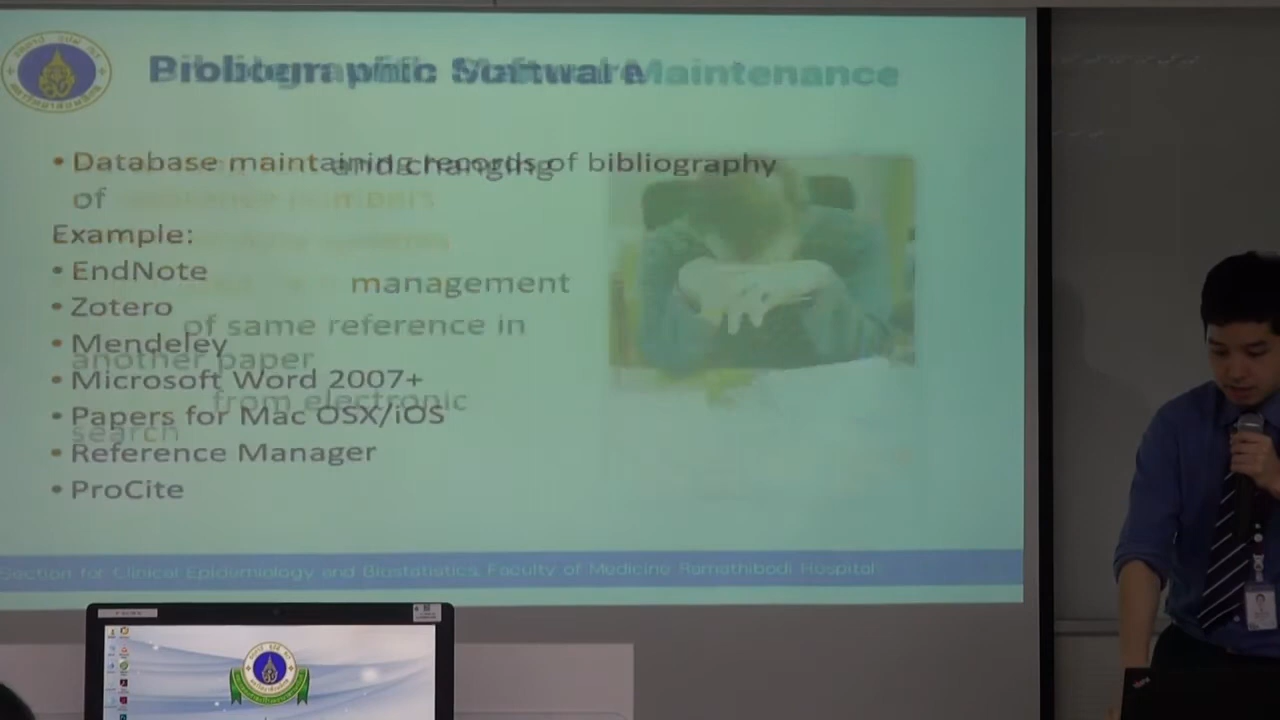 Bibliographic Software
Maintenance
• Database maintaining records of bibliography
and changing
of
Example:
• EndNote
management
• Zotero
of same reference in
• Mendeley
another paper
• Microsoft Word 2007+
from electronic
• Papers for Mac OSX/iOS
search
• Reference Manager
• ProCite
Section for Clinical Epidemiology and Biostatistics, Faculty of Medicine Ramathibodi Hospital